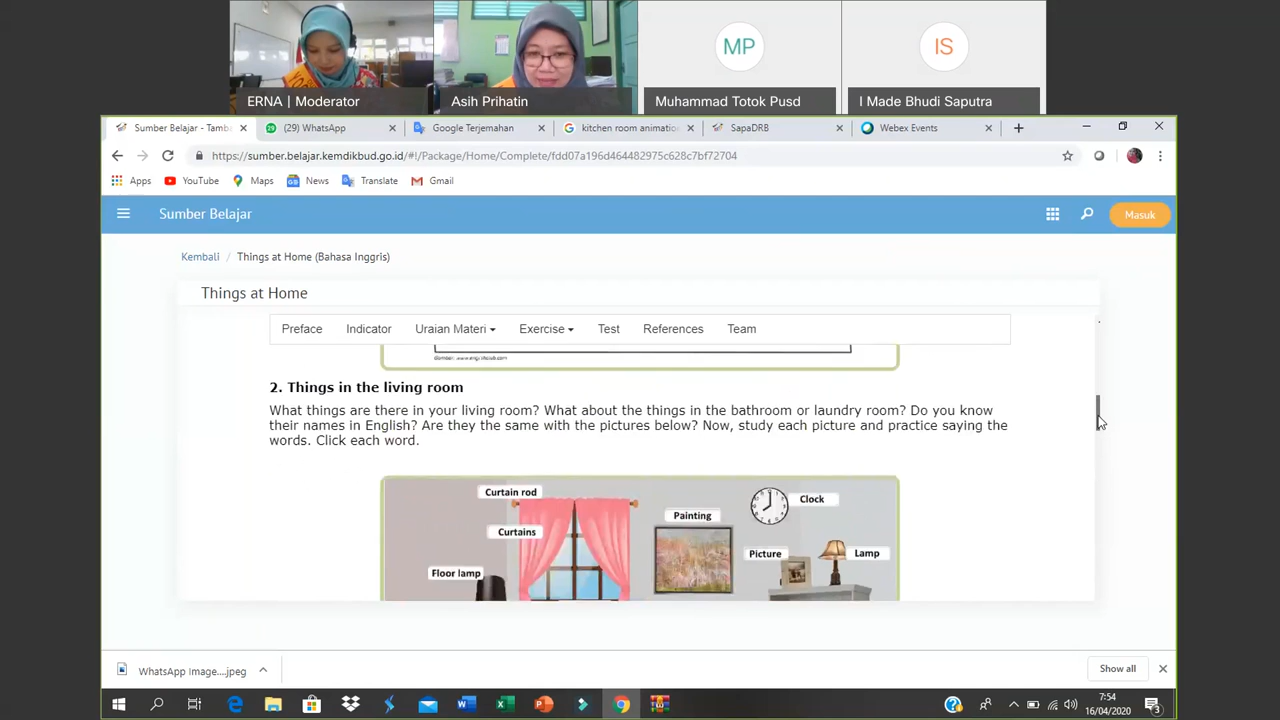 MP
IS
ERNA | Moderator
Asih Prihatin
Muhammad Totok Pusd
I Made Bhudi Saputra
Sumber Belajar - Tamb
(29) WhatsApp
Google Terjemahan
kitchen room animatio
SapaDRB
Webex Events
https://sumber.belajar.kemdikbud.go.id/#!/Package/Home/Complete/fdd07a196d464482975c628c7bf72704
Apps
YouTube
Maps
News
Translate
Gmail
Sumber Belajar
Masuk
Kembali / Things at Home (Bahasa Inggris)
Things at Home
Preface
Indicator
Uraian Materi
Exercise
Test
References
Team
2. Things in the living room
What things are there in your living room? What about the things in the bathroom or laundry room? Do you know
their names in English? Are they the same with the pictures below? Now, study each picture and practice saying the
words. Click each word.
Curtain rod
Clock
Painting
Curtains
Picture
Lamp
Floor lamp
WhatsApp Image....jpeg
Show all
7:54
16/04/2020
3